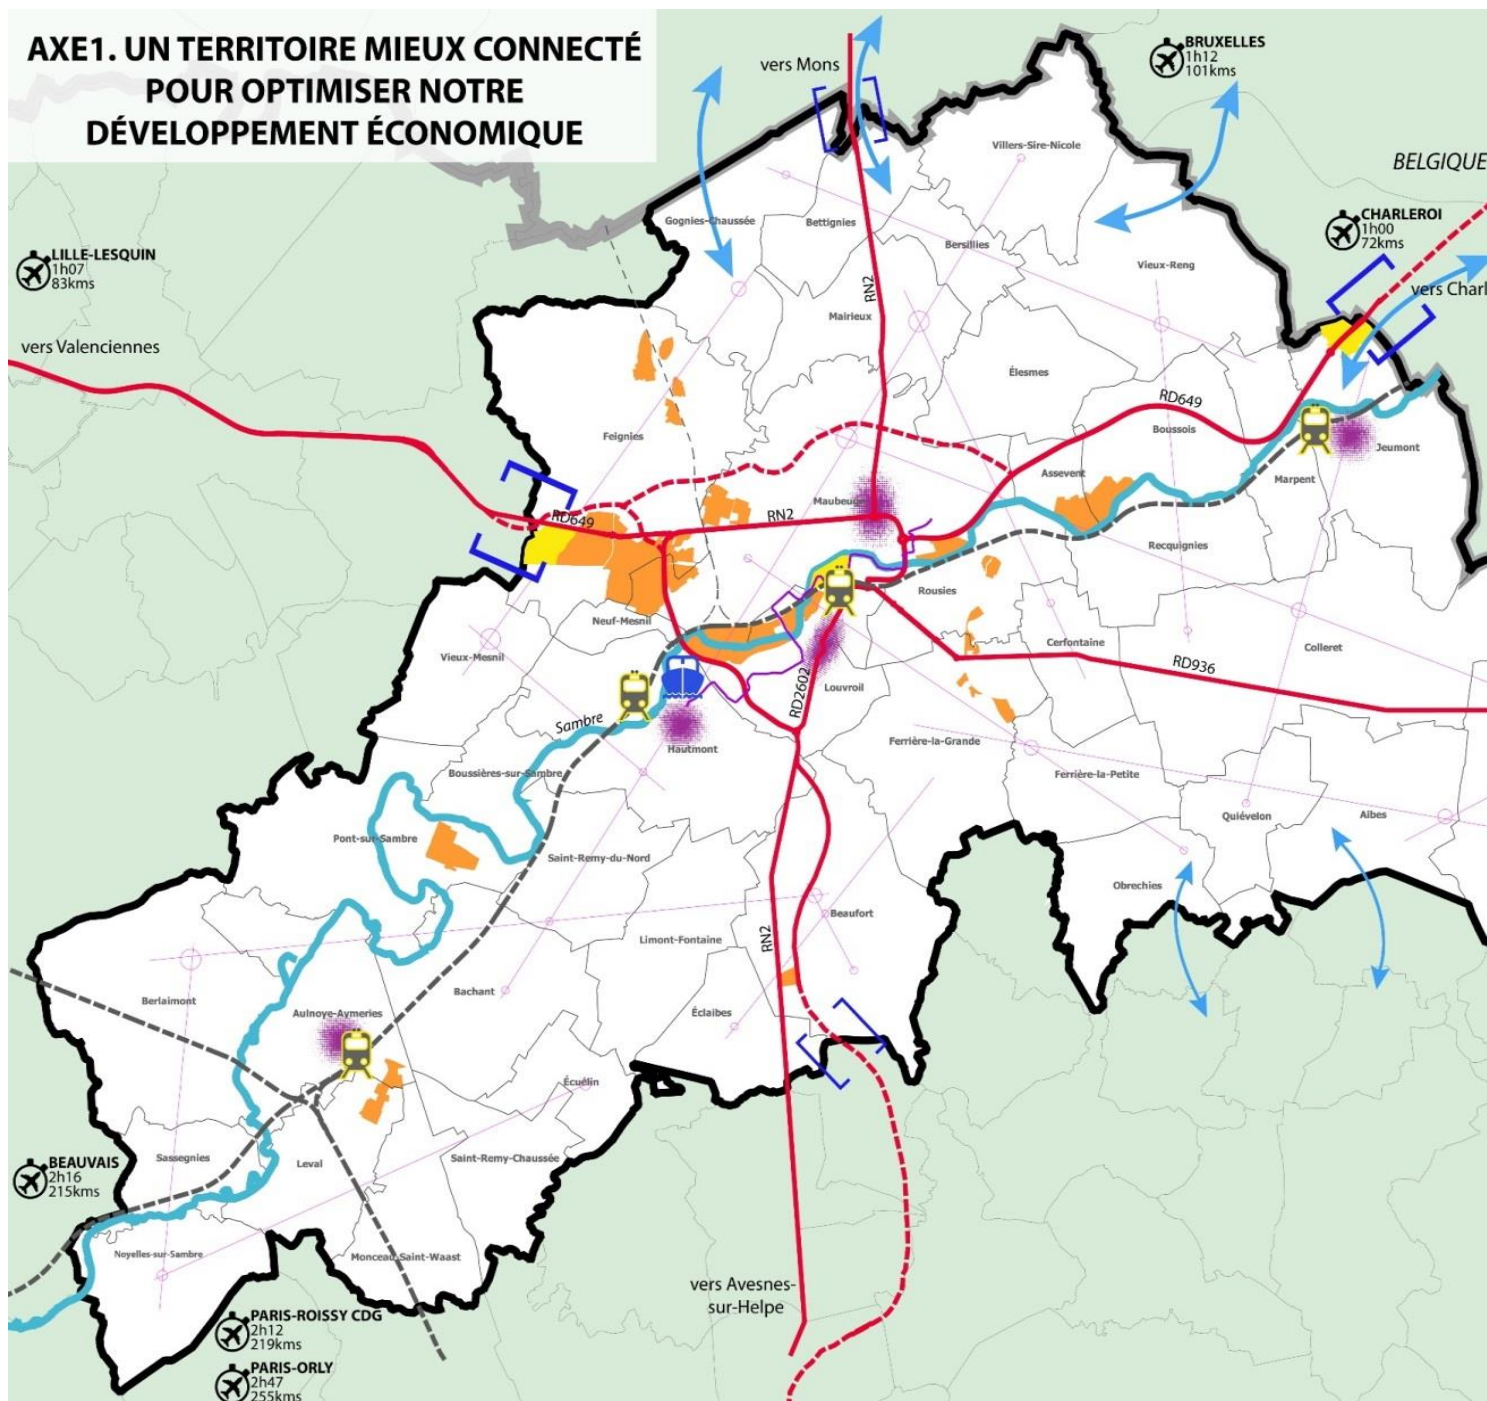 AXE1. UN TERRITOIRE MIEUX CONNECTÉ
POUR OPTIMISER NOTRE
DÉVELOPPEMENT ÉCONOMIQUE
vers Mons
BRUXELLES
1h12
101kms
Villers-Sire-Nicole
BELGIQUE
Gognies-Chaussée
Bettignies
Bersillies
CHARLEROI
1h00
72kms
LILLE-LESQUIN
1h07
83kms
Vieux-Reng
RN2
vers Charl
Mairieux
vers Valenciennes
Élesmes
RD649
Feignies
Boussois
Jeumont
Assevent
Marpent
Maubeuge
RD649
RN2
Recquignies
Rousies
Neuf-Mesnil
Cerfontaine
Colleret
Vieux-Mesnil
RD936
Louvroil
RD2602
Sambre
Hautmont
Ferrière-la-Grande
Boussières-sur-Sambre
Ferrière-la-Petite
Quiévelon
Aibes
Pont-sur-Sambre
Saint-Remy-du-Nord
Obrechies
Beaufort
RN2
Limont-Fontaine
Bachant
Berlaimont
Aulnoye-Aymeries
Éclaibes
Écuélin
BEAUVAIS
2h16
215kms
Sassegnies
Leval
Saint-Remy-Chaussée
Noyelles-sur-Sambre
Monceau-Saint-Waast
vers Avesnes-
sur-Helpe
PARIS-ROISSY CDG
2h12
219kms
PARIS-ORLY
2h47
255kms